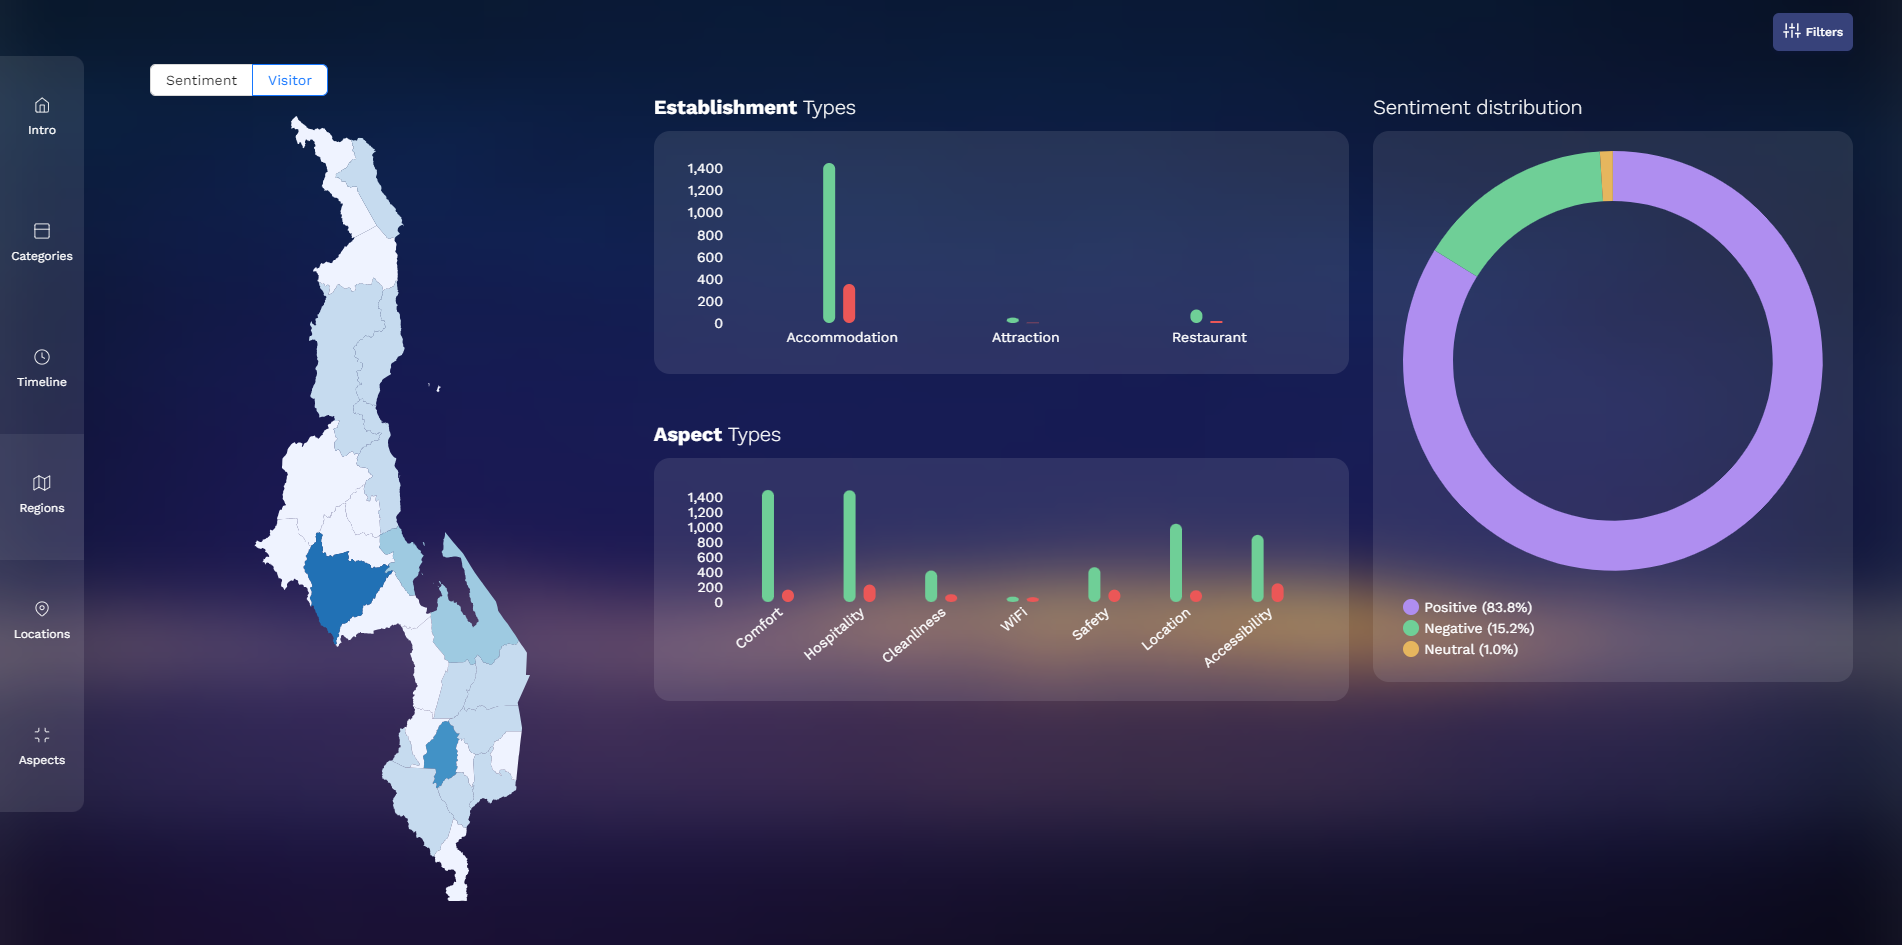 Filters
Intro
Categories
Timeline
Regions
Locations
Aspects
Sentiment
Visitor
Establishment Types
1,400
1,200
1,000
800
600
400
200
0
Accommodation
Attraction
Restaurant
Aspect Types
1,400
1,200
1,000
800
600
400
200
0
Comfort
Hospitality
Cleanliness
WiFi
Safety
Location
Accessibility
Sentiment distribution
Positive (83.8%)
Negative (15.2%)
Neutral (1.0%)